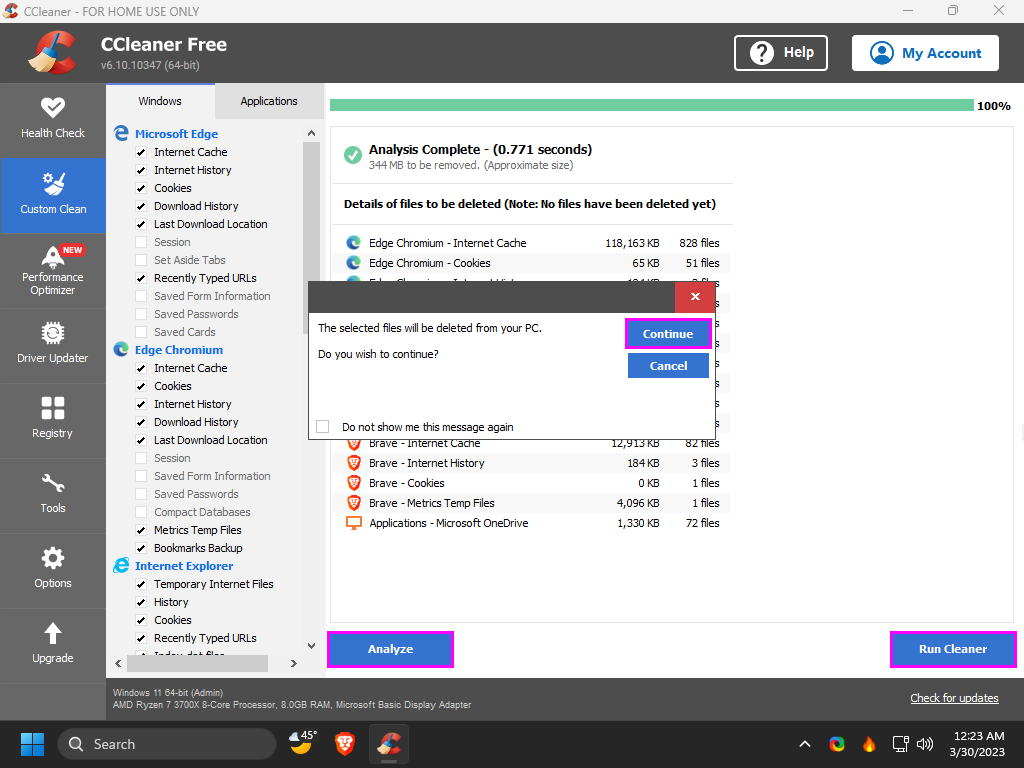 CCleaner - FOR HOME USE ONLY
CCleaner Free
v6.10.10347 (64-bit)
Help
My Account
Health Check
Custom Clean
NEW
Performance
Optimizer
Driver Updater
Registry
Tools
Options
Upgrade
Windows
Applications
Microsoft Edge
Internet Cache
Internet History
Cookies
Download History
Last Download Location
Session
Set Aside Tabs
Recently Typed URLs
Saved Form Information
Saved Passwords
Saved Cards
Edge Chromium
Internet Cache
Cookies
Internet History
Download History
Last Download Location
Session
Saved Form Information
Saved Passwords
Compact Databases
Metrics Temp Files
Bookmarks Backup
Internet Explorer
Temporary Internet Files
History
Cookies
Recently Typed URLs
100%
Analysis Complete - (0.771 seconds)
344 MB to be removed. (Approximate size)
Details of files to be deleted (Note: No files have been deleted yet)
Edge Chromium - Internet Cache 118,163 KB 828 files
Edge Chromium - Cookies 65 KB 51 files
The selected files will be deleted from your PC.
Do you wish to continue?
Continue
Cancel
Do not show me this message again
Brave - Internet Cache 12,913 KB 82 files
Brave - Internet History 184 KB 3 files
Brave - Cookies 0 KB 1 files
Brave - Metrics Temp Files 4,096 KB 1 files
Applications - Microsoft OneDrive 1,330 KB 72 files
Analyze
Run Cleaner
Windows 11 64-bit (Admin)
AMD Ryzen 7 3700X 8-Core Processor, 8.0GB RAM, Microsoft Basic Display Adapter
Check for updates
Search
45°
12:23 AM
3/30/2023